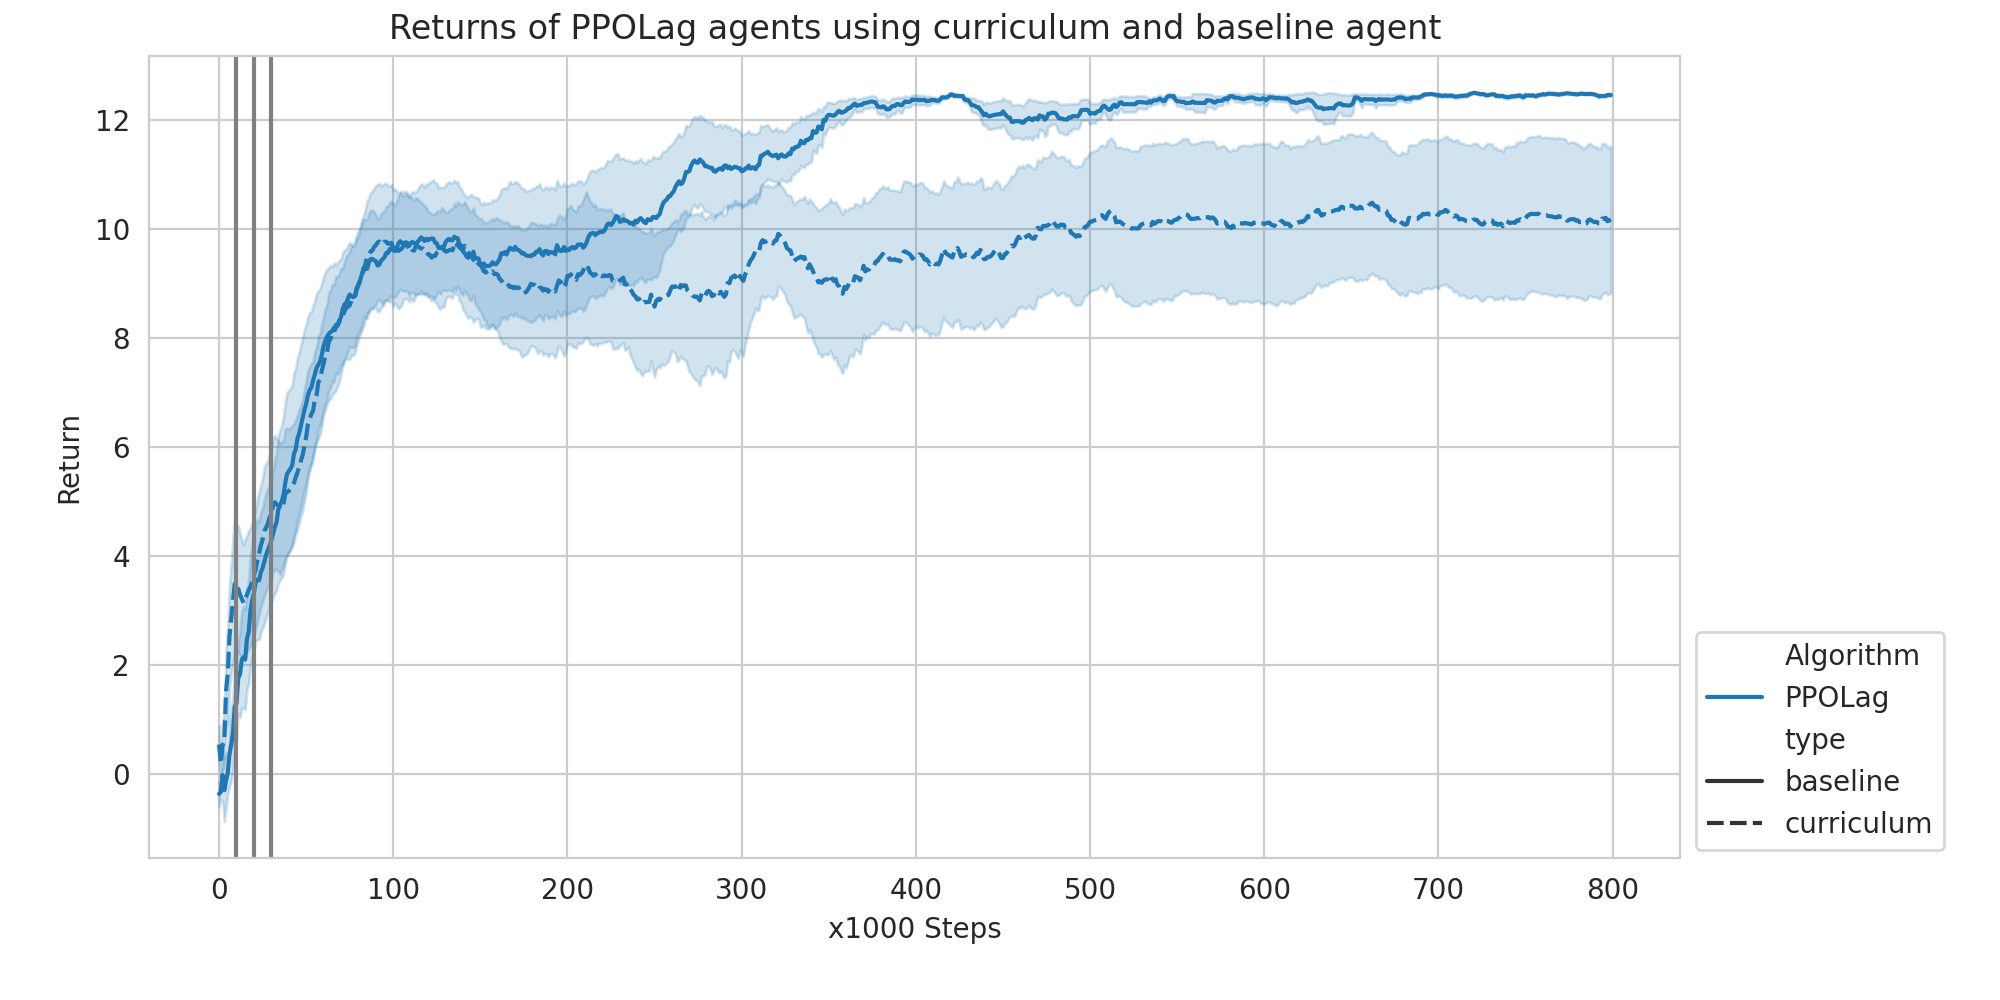 Returns of PPOLag agents using curriculum and baseline agent
12
10
8
6
4
2
0
Return
0 100 200 300 400 500 600 700 800
x1000 Steps
Algorithm
PPOLag
type
baseline
curriculum